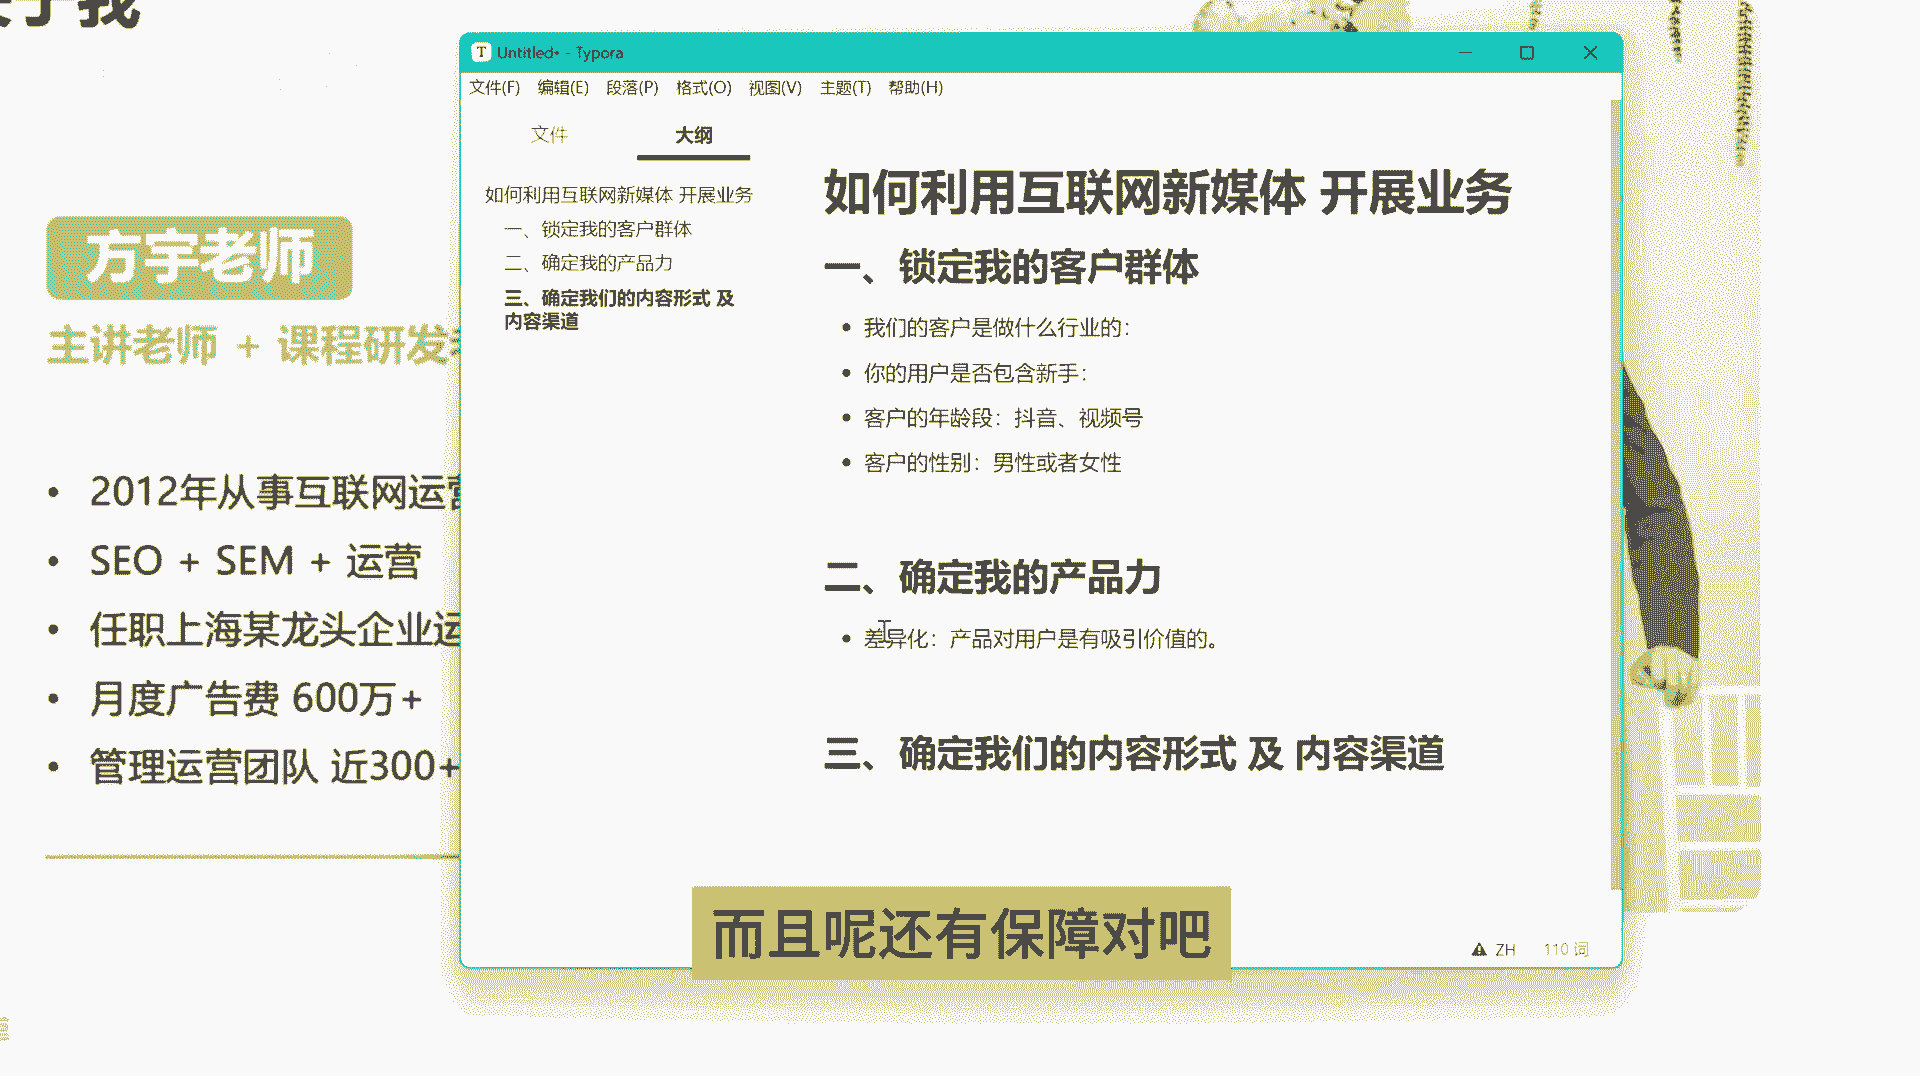 于我
方宇老师
主讲老师 + 课程研发
2012年从事互联网运营
SEO + SEM + 运营
任职上海某龙头企业运
月度广告费 600万+
管理运营团队 近300+
Untitled• - Typora
文件(F) 编辑(E) 段落(P) 格式(O) 视图(V) 主题(T) 帮助(H)
文件 大纲
如何利用互联网新媒体 开展业务
一、锁定我的客户群体
二、确定我的产品力
三、确定我们的内容形式 及
内容渠道
如何利用互联网新媒体 开展业务
一、锁定我的客户群体
我们的客户是做什么行业的：
你的用户是否包含新手：
客户的年龄段：抖音、视频号
客户的性别：男性或者女性
二、确定我的产品力
差异化：产品对用户是有吸引价值的。
三、确定我们的内容形式 及 内容渠道
ZH 110 词
而且呢还有保障对吧